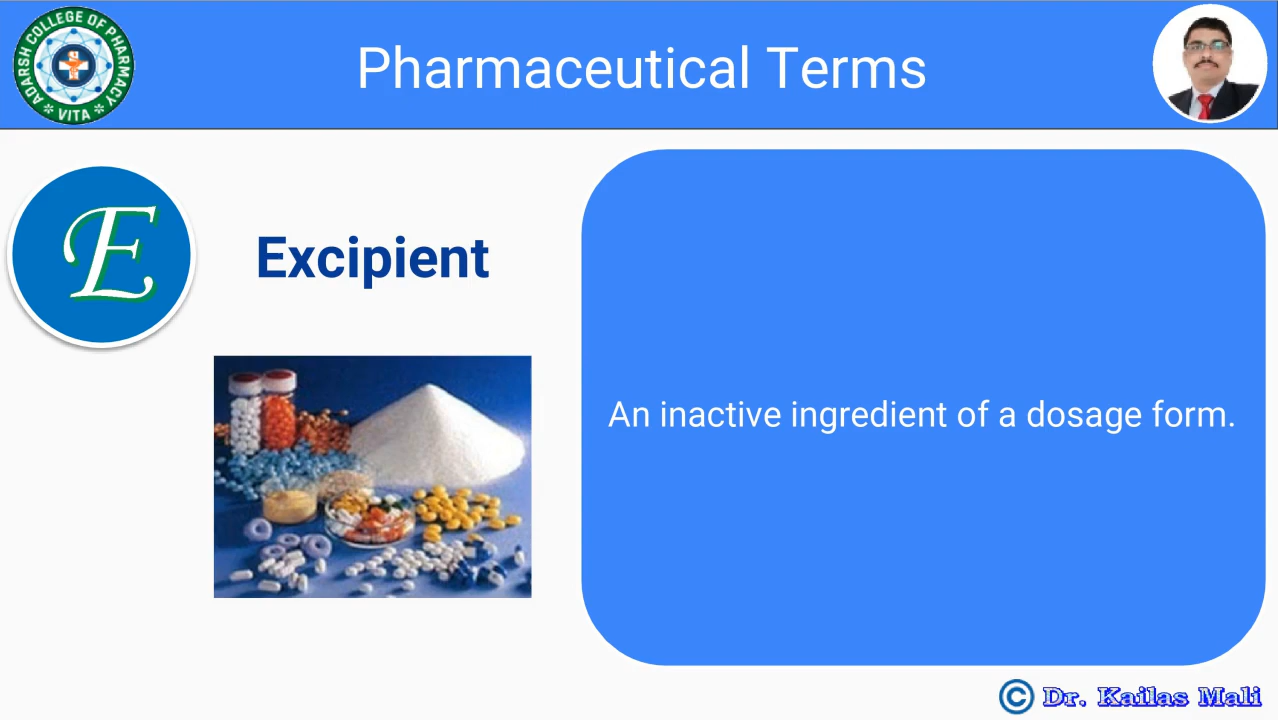 ADARSH COLLEGE OF PHARMACY
VITA
Pharmaceutical Terms
E
Excipient
An inactive ingredient of a dosage form.
© Dr. Kailas Mali